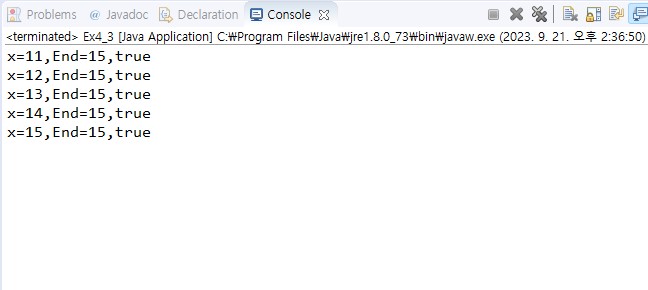 Problems @ Javadoc Declaration Console
<terminated> Ex4_3 [Java Application] C:₩Program Files₩Java₩jre1.8.0_73₩bin₩javaw.exe (2023. 9. 21. 오후 2:36:50)
x=11,End=15,true
x=12,End=15,true
x=13,End=15,true
x=14,End=15,true
x=15,End=15,true